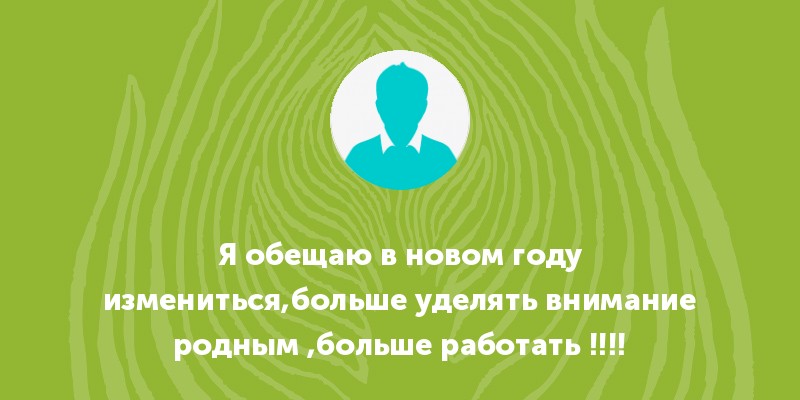 Я обещаю в новом году
измениться,больше уделять внимание
родным ,больше работать !!!!